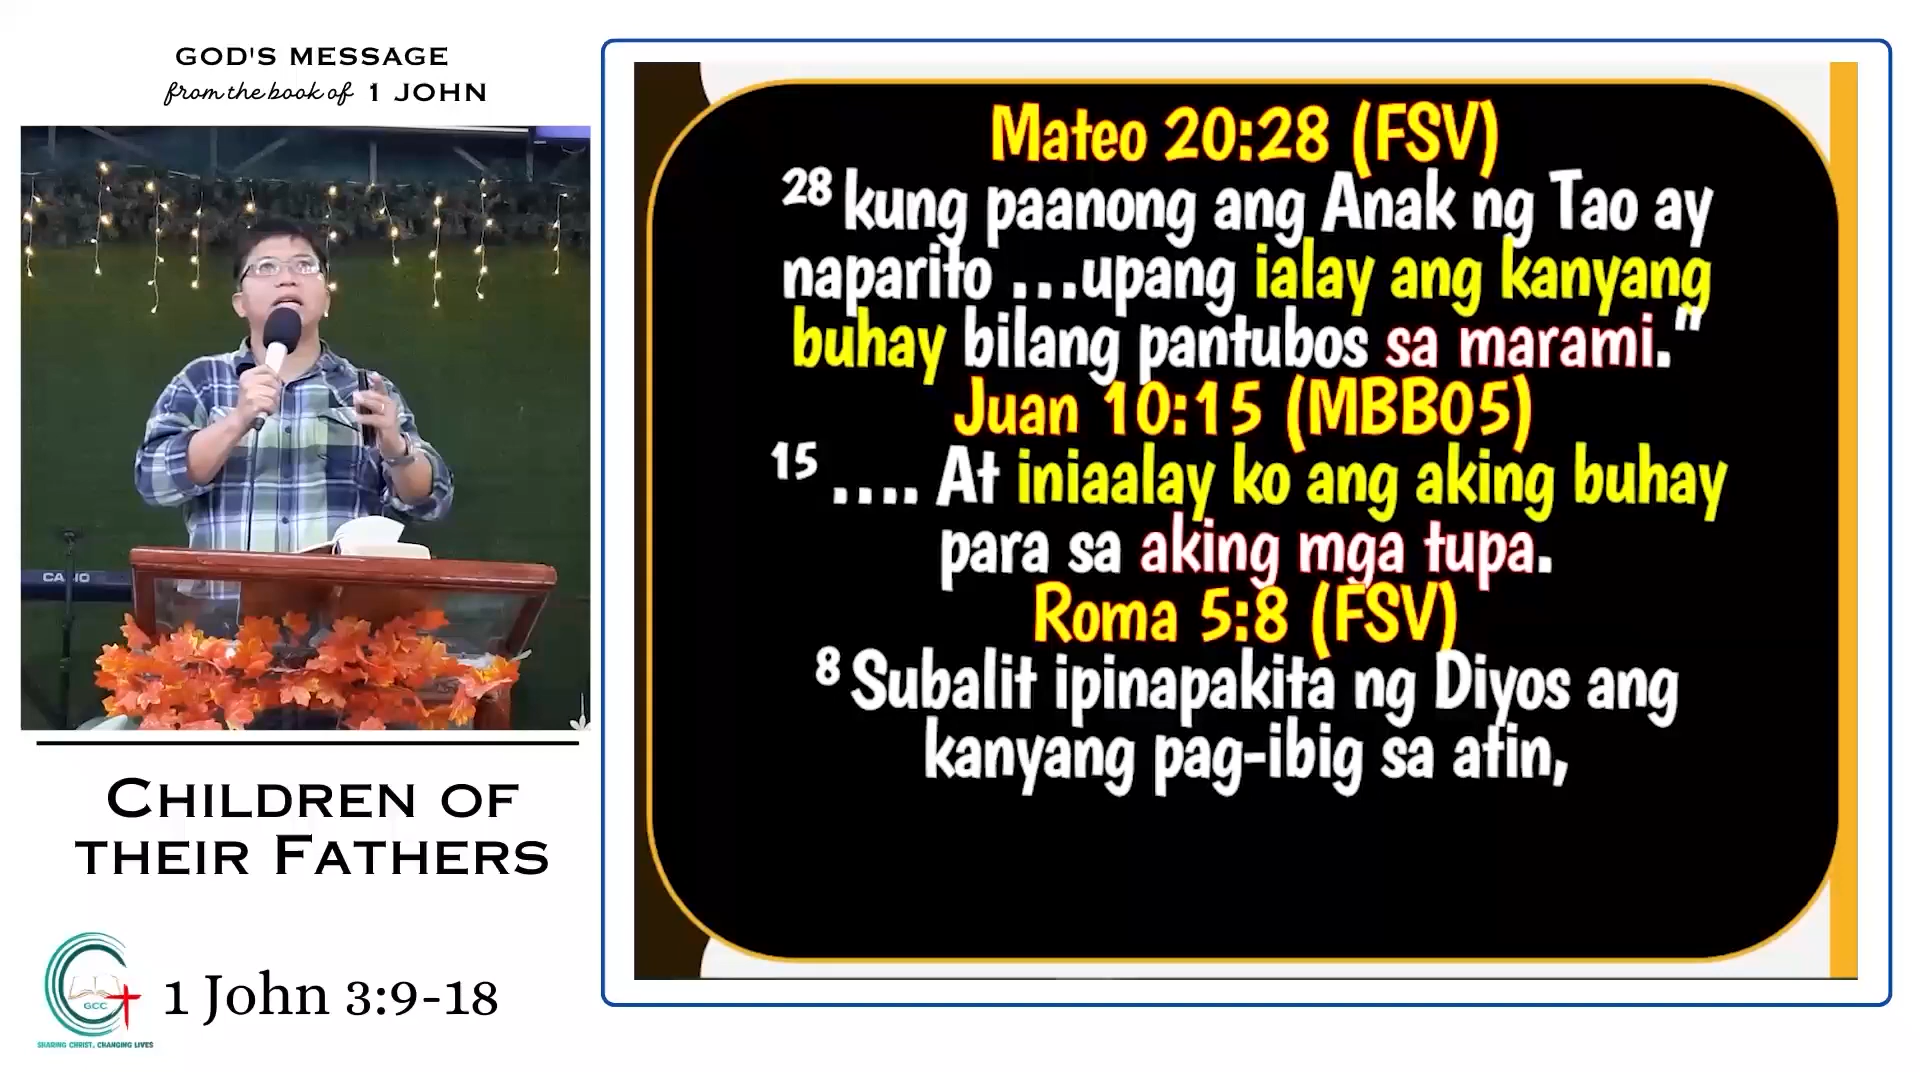 GOD'S MESSAGE
from the book of 1 JOHN
CASIO
CHILDREN OF
THEIR FATHERS
GCC
SHARING CHRIST, CHANGING LIVES
1 John 3:9-18
Mateo 20:28 (FSV)
28 kung paanong ang Anak ng Tao ay
naparito ...upang ialay ang kanyang
buhay bilang pantubos sa marami."
Juan 10:15 (MBB05)
15 .... At iniaalay ko ang aking buhay
para sa aking mga tupa.
Roma 5:8 (FSV)
8 Subalit ipinapakita ng Diyos ang
kanyang pag-ibig sa atin,